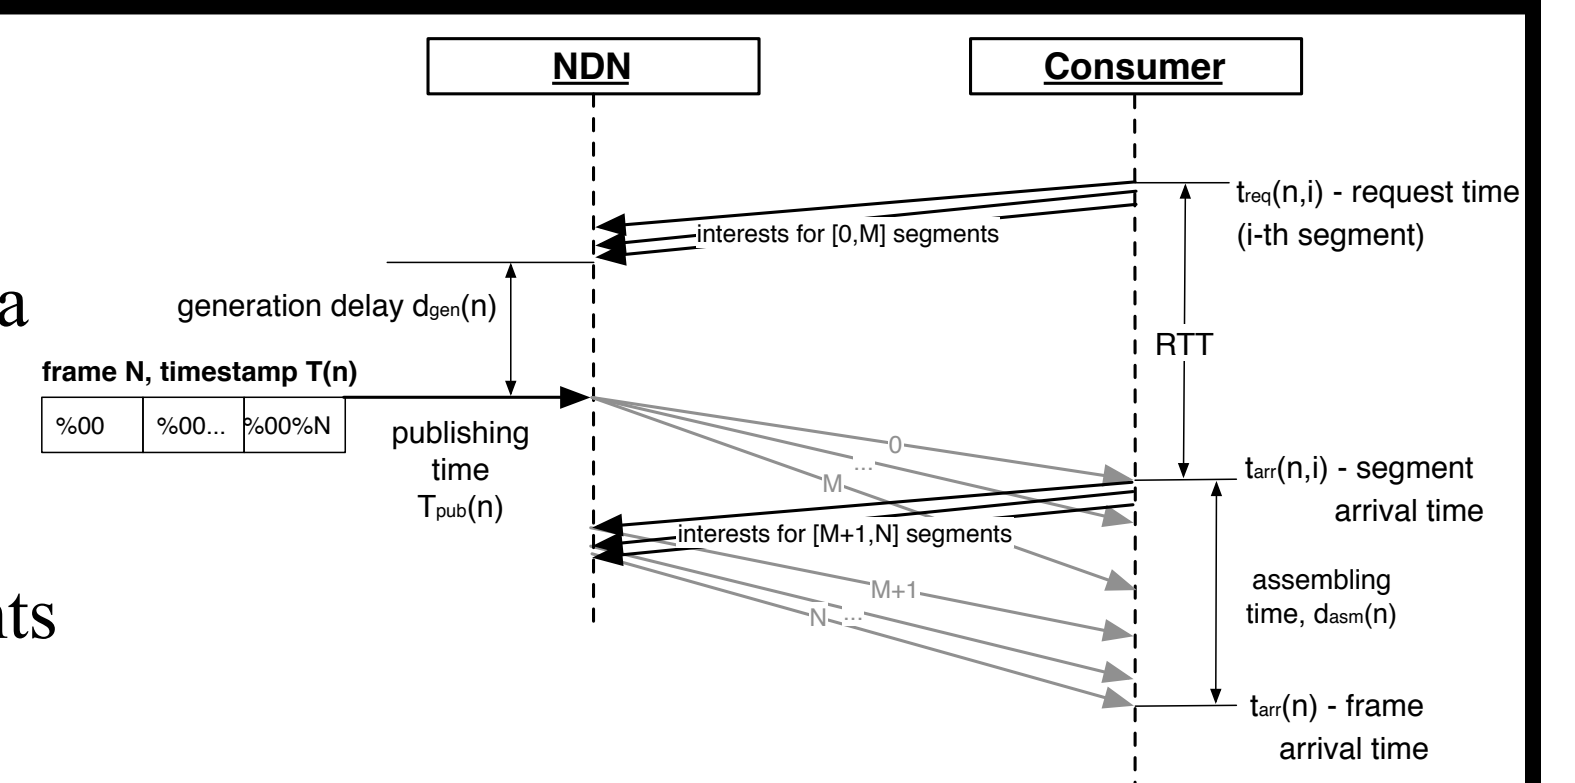 NDN
Consumer
treq(n,i) - request time
(i-th segment)
interests for [0,M] segments
a
generation delay dgen(n)
RTT
frame N, timestamp T(n)
%00
%00...
%00%N
publishing
time
Tpub(n)
0
...
M
tarr(n,i) - segment
arrival time
interests for [M+1,N] segments
assembling
time, dasm(n)
M+1
N
...
nts
tarr(n) - frame
arrival time